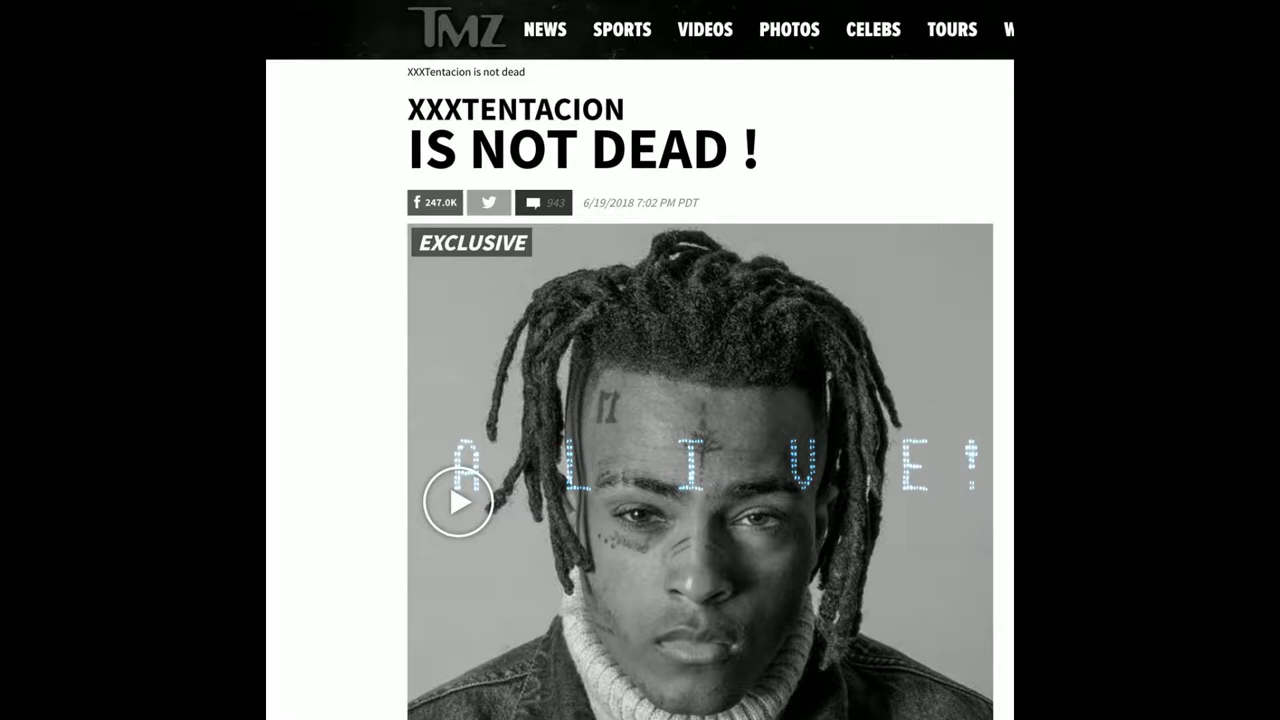 TMZ NEWS SPORTS VIDEOS PHOTOS CELEBS TOURS
XXXTentacion is not dead
XXXTENTACION
IS NOT DEAD !
f 247.0K 943 6/19/2018 7:02 PM PDT
EXCLUSIVE
A L I V E !